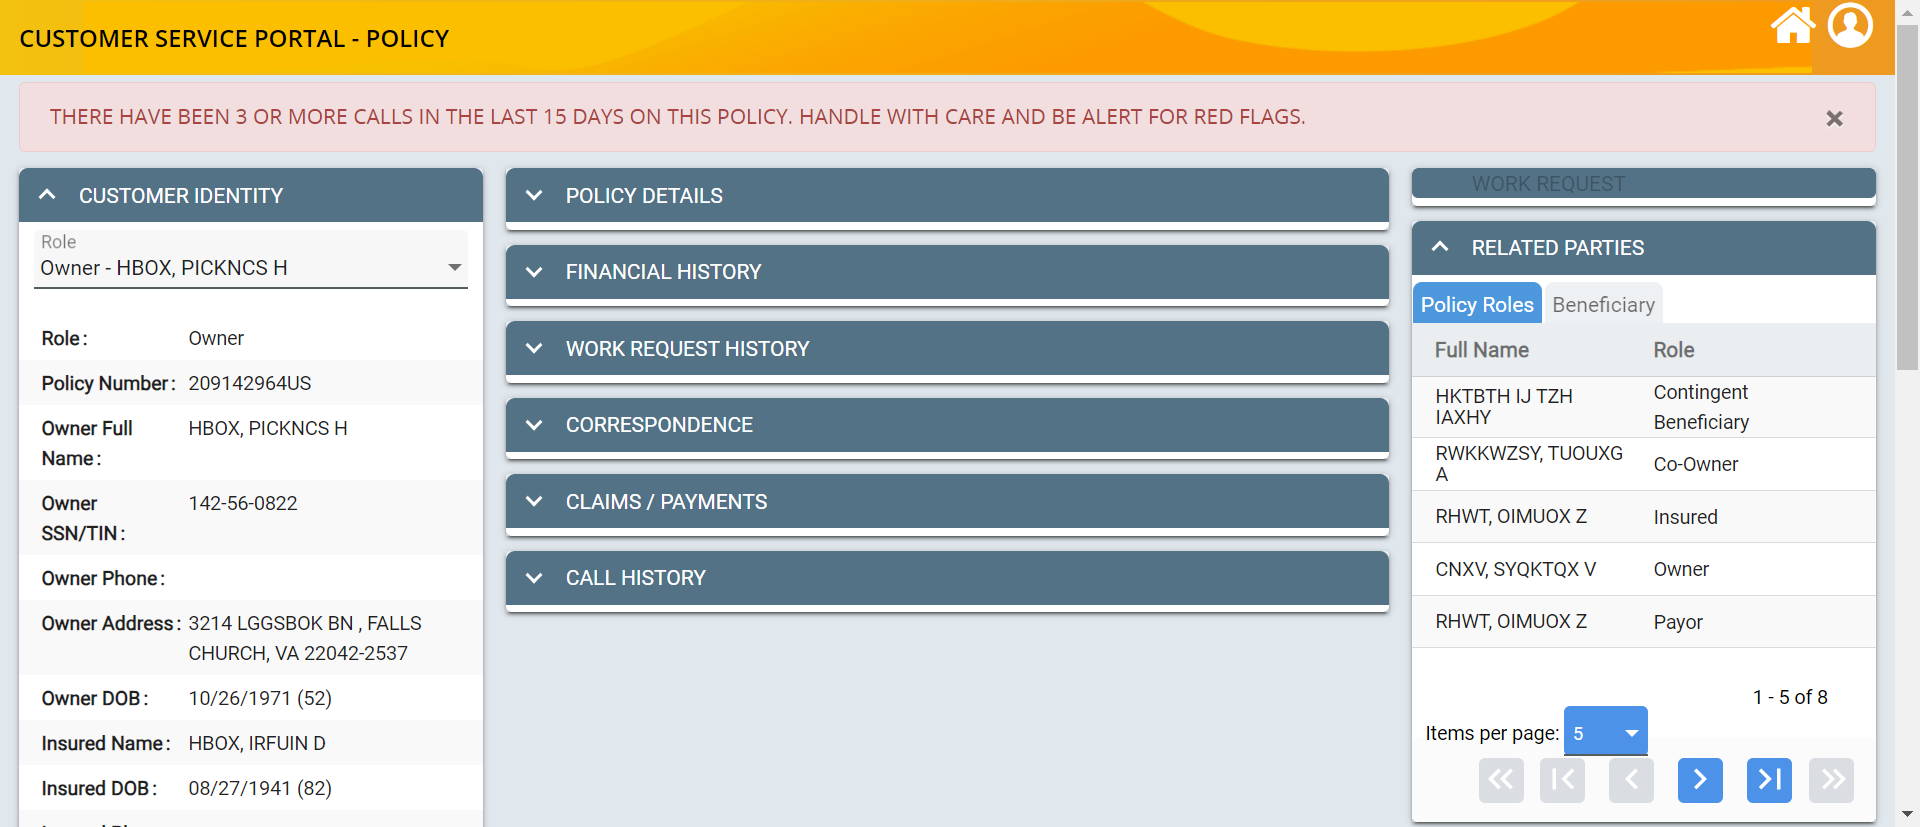 CUSTOMER SERVICE PORTAL - POLICY
THERE HAVE BEEN 3 OR MORE CALLS IN THE LAST 15 DAYS ON THIS POLICY. HANDLE WITH CARE AND BE ALERT FOR RED FLAGS.
CUSTOMER IDENTITY
Role
Owner - HBOX, PICKNCS H
Role: Owner
Policy Number: 209142964US
Owner Full HBOX, PICKNCS H
Name:
Owner 142-56-0822
SSN/TIN:
Owner Phone:
Owner Address: 3214 LGGSBOK BN , FALLS
CHURCH, VA 22042-2537
Owner DOB: 10/26/1971 (52)
Insured Name: HBOX, IRFUIN D
Insured DOB: 08/27/1941 (82)
POLICY DETAILS
FINANCIAL HISTORY
WORK REQUEST HISTORY
CORRESPONDENCE
CLAIMS / PAYMENTS
CALL HISTORY
WORK REQUEST
RELATED PARTIES
Policy Roles Beneficiary
Full Name Role
HKTBTH IJ TZH Contingent
IAXHY Beneficiary
RWKKWZSY, TUOUXG Co-Owner
A
RHWT, OIMUOX Z Insured
CNXV, SYQKTQX V Owner
RHWT, OIMUOX Z Payor
1 - 5 of 8
Items per page: 5